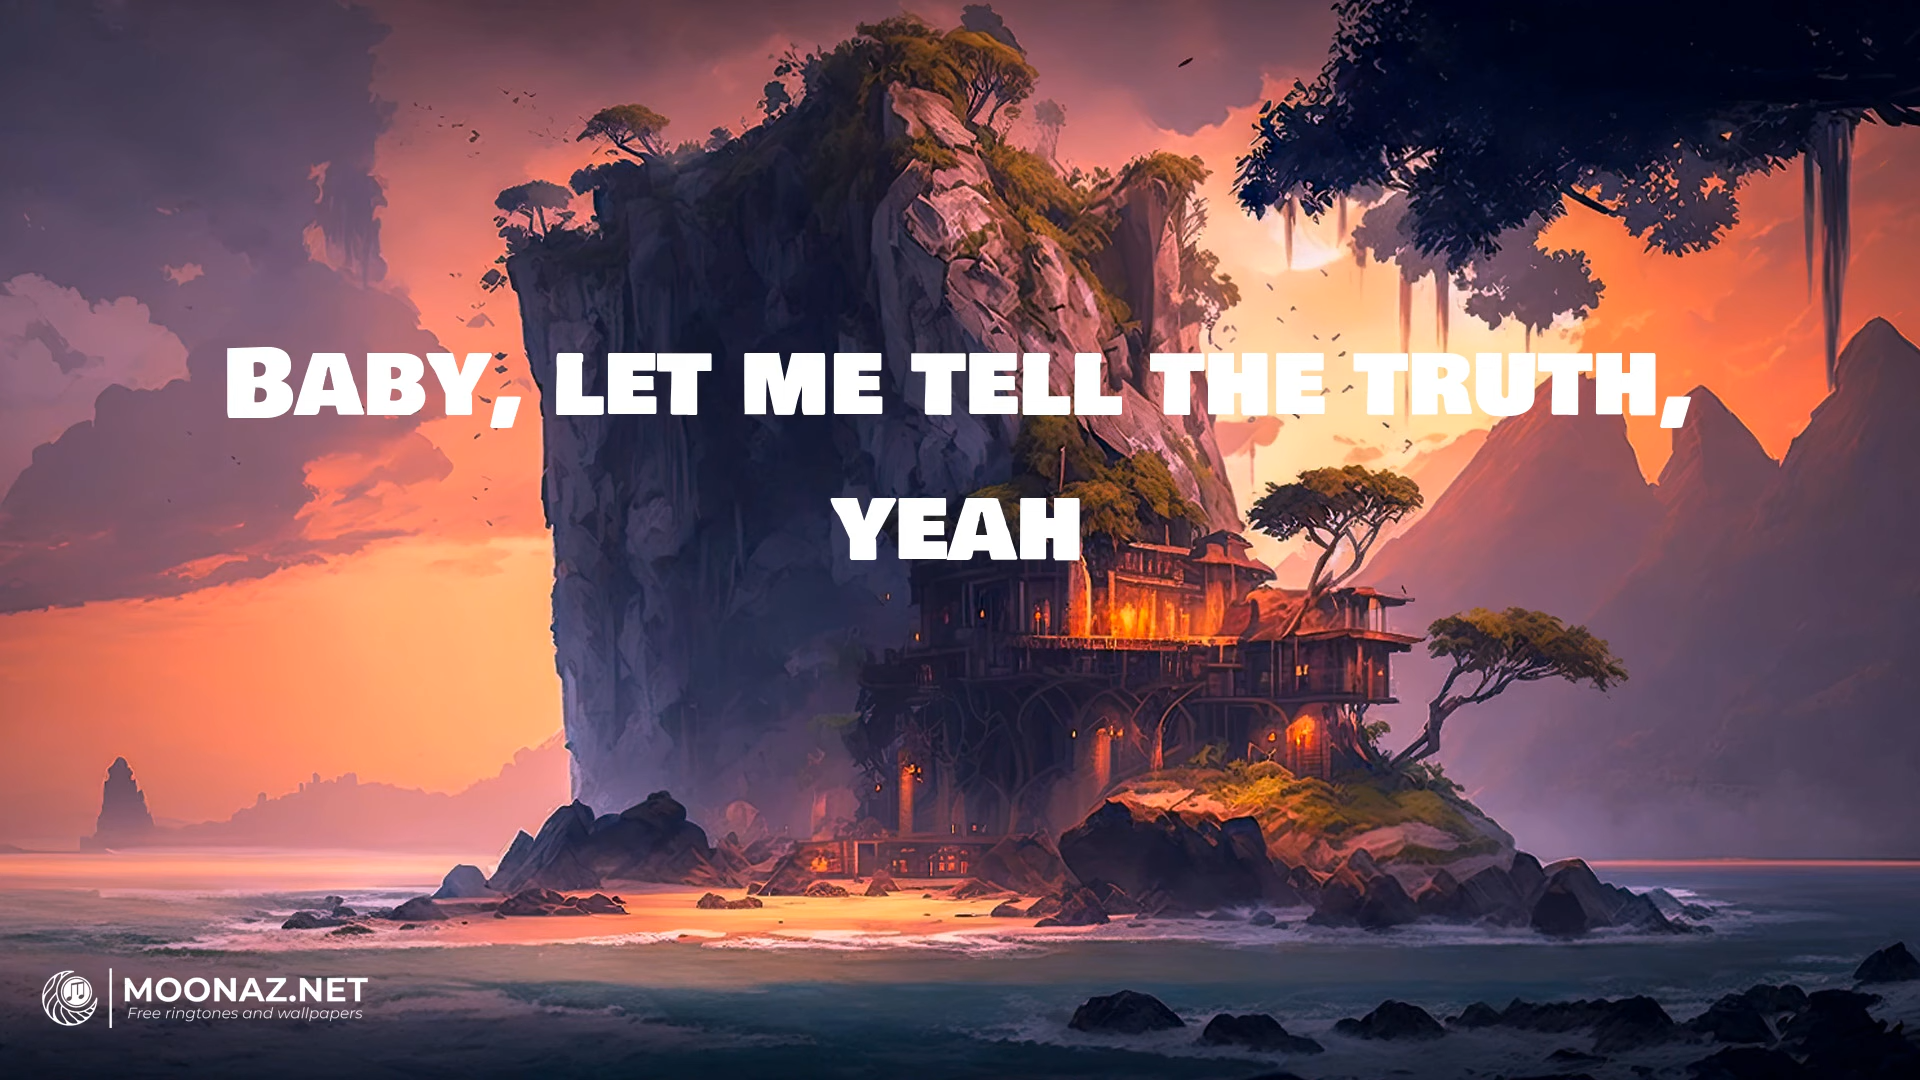 Baby, let me tell the truth,
yeah
MOONAZ.NET
Free ringtones and wallpapers